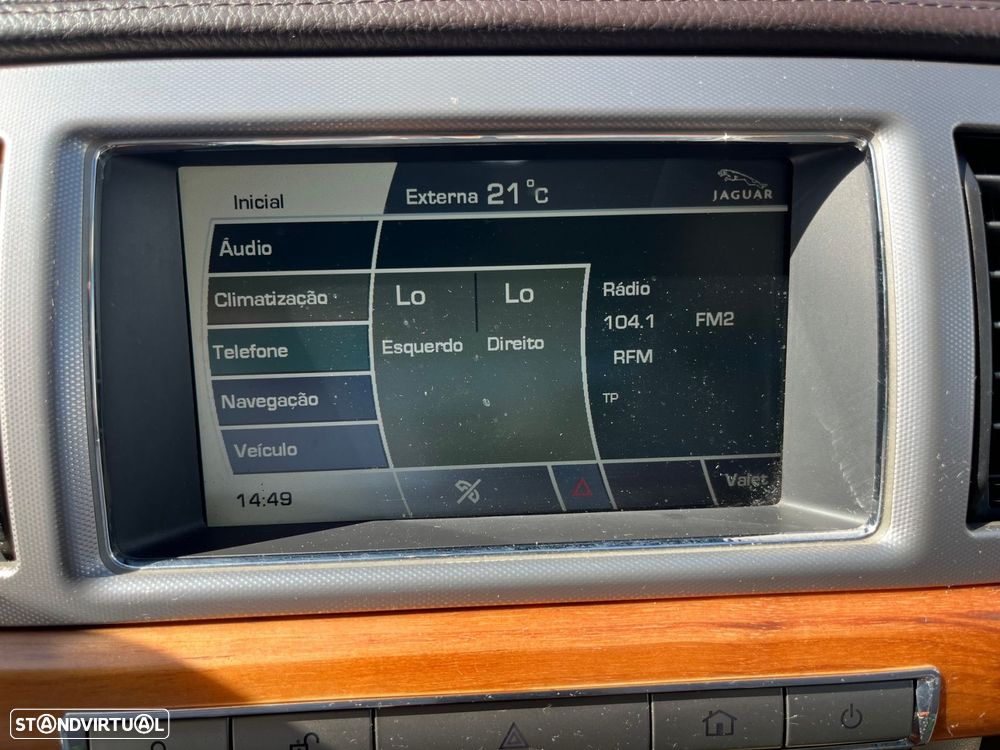 Inicial
Externa 21°C
JAGUAR
Áudio
Climatização
Telefone
Navegação
Veículo
Lo Lo
Esquerdo Direito
Rádio
104.1 FM2
RFM
TP
14:49
Valet
STANDVIRTUAL